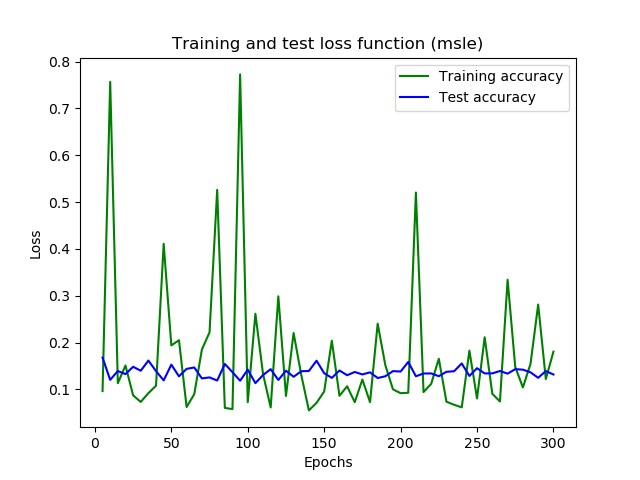 Training and test loss function (msle)
Training accuracy
Test accuracy
0.8
0.7
0.6
0.5
0.4
0.3
0.2
0.1
Loss
0 50 100 150 200 250 300
Epochs